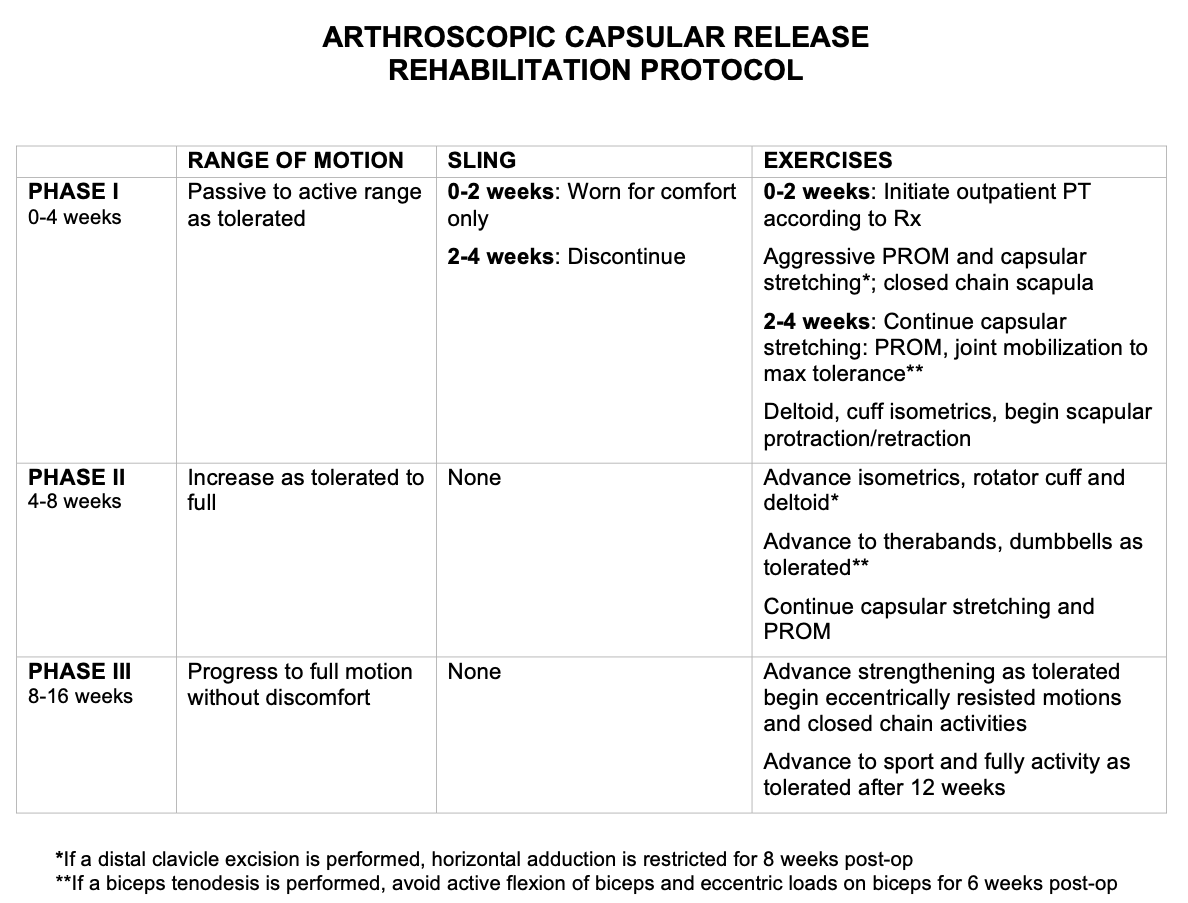 ARTHROSCOPIC CAPSULAR RELEASE
REHABILITATION PROTOCOL
RANGE OF MOTION
SLING
EXERCISES
PHASE I
0-4 weeks
Passive to active range
as tolerated
0-2 weeks: Worn for comfort
only
2-4 weeks: Discontinue
0-2 weeks: Initiate outpatient PT
according to Rx
Aggressive PROM and capsular
stretching*; closed chain scapula
2-4 weeks: Continue capsular
stretching: PROM, joint mobilization to
max tolerance**
Deltoid, cuff isometrics, begin scapular
protraction/retraction
PHASE II
4-8 weeks
Increase as tolerated to
full
None
Advance isometrics, rotator cuff and
deltoid*
Advance to therabands, dumbbells as
tolerated**
Continue capsular stretching and
PROM
PHASE III
8-16 weeks
Progress to full motion
without discomfort
None
Advance strengthening as tolerated
begin eccentrically resisted motions
and closed chain activities
Advance to sport and fully activity as
tolerated after 12 weeks
*If a distal clavicle excision is performed, horizontal adduction is restricted for 8 weeks post-op
**If a biceps tenodesis is performed, avoid active flexion of biceps and eccentric loads on biceps for 6 weeks post-op